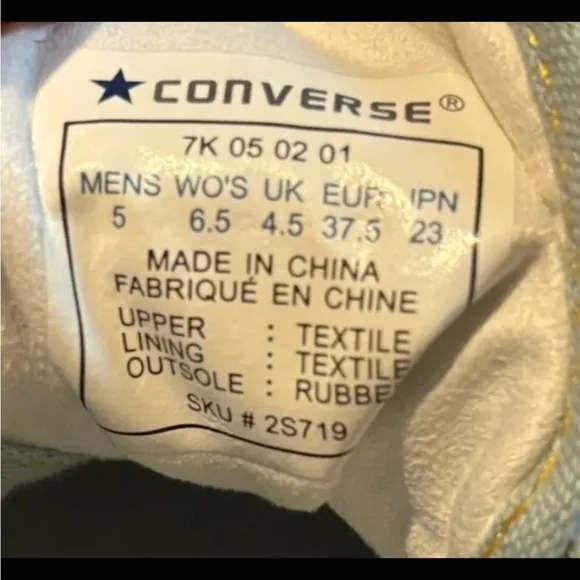 ★CONVERSE®
7K 05 02 01
MENS WO'S UK EUR JPN
5 6.5 4.5 37.5 23
MADE IN CHINA
FABRIQUÉ EN CHINE
UPPER : TEXTILE
LINING : TEXTILE
OUTSOLE : RUBBE
SKU # 2S719